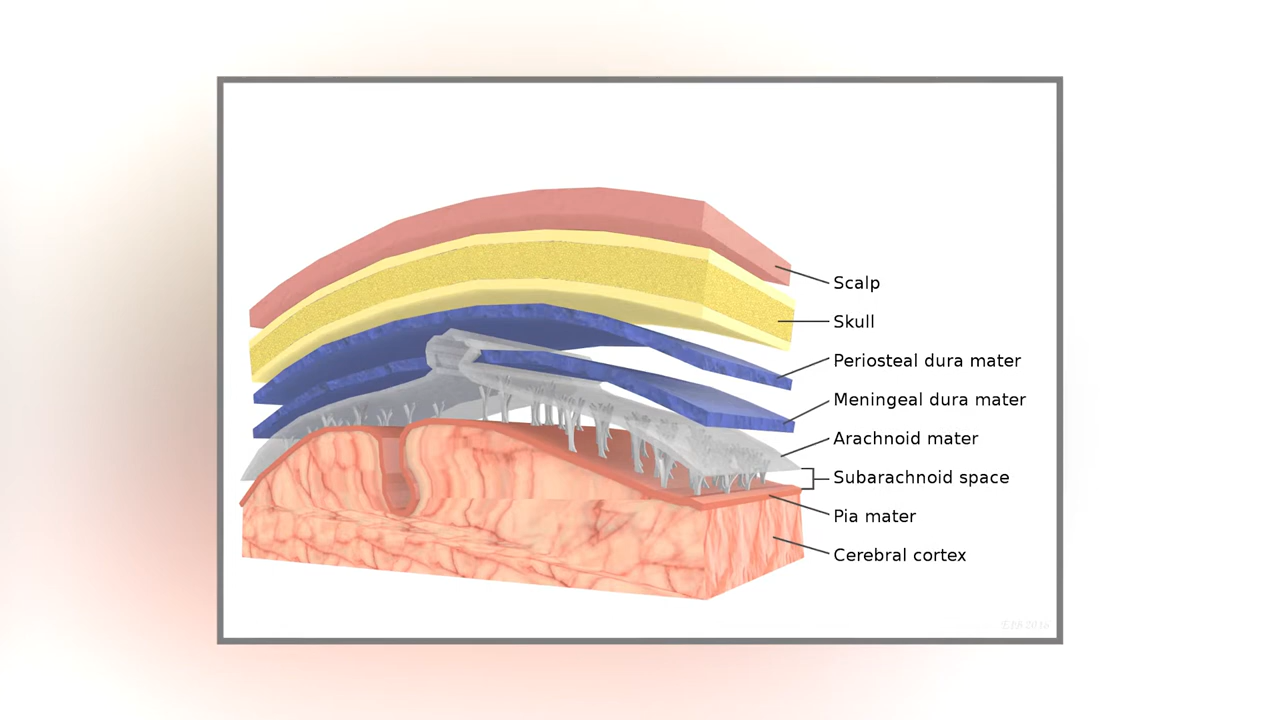 Scalp
Skull
Periosteal dura mater
Meningeal dura mater
Arachnoid mater
Subarachnoid space
Pia mater
Cerebral cortex